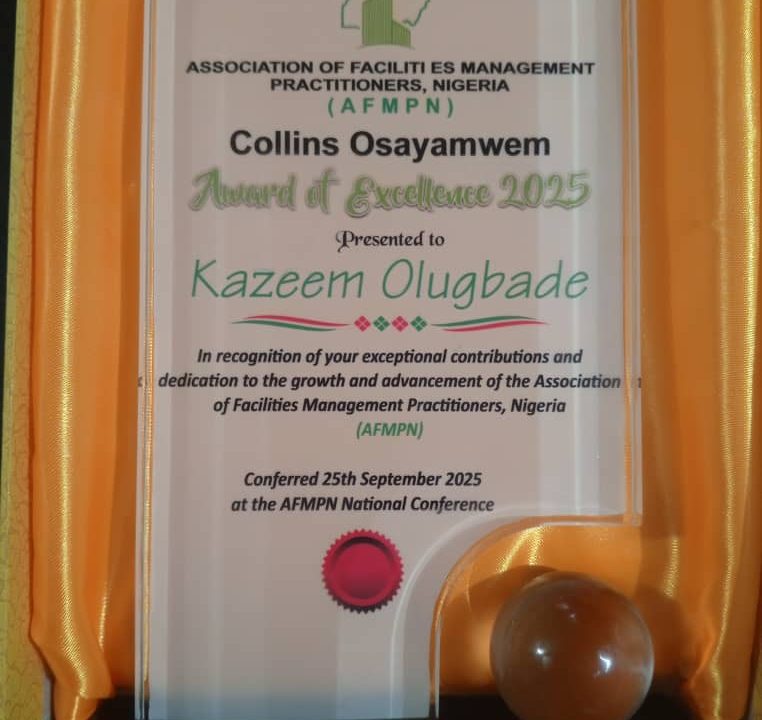 ASSOCIATION OF FACILITI ES MANAGEMENT
PRACTITIONERS, NIGERIA
(AFMPN)
Collins Osayamwem
Award of Excellence 2025
Presented to
Kazeem Olugbade
In recognition of your exceptional contributions and
dedication to the growth and advancement of the Association
of Facilities Management Practitioners, Nigeria
(AFMPN)
Conferred 25th September 2025
at the AFMPN National Conference